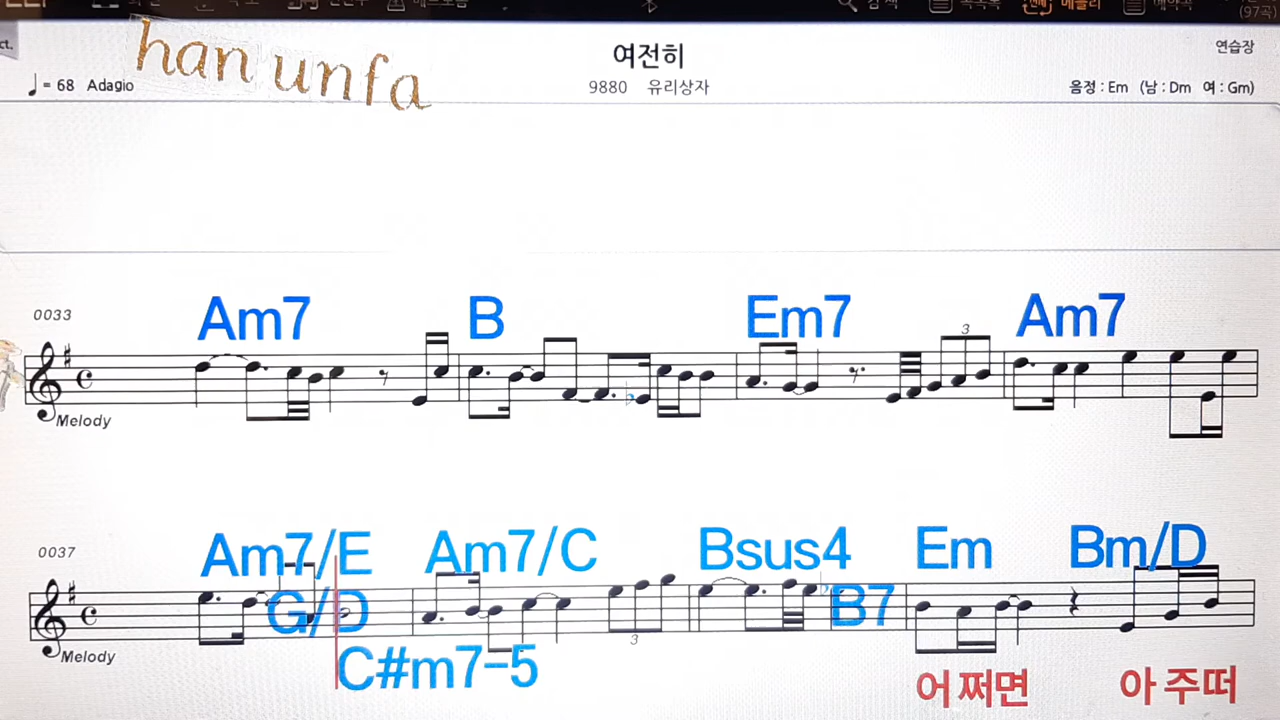 han unfa
여전히
연습장
♩= 68 Adagio
9880 유리상자
음정 : Em (남 : Dm 여 : Gm)
Am7 B Em7 Am7
0033
3
Melody
Am7/E Am7/C Bsus4 Em Bm/D
0037
G/D B7
Melody
3
C#m7-5
어 쩌면 아 주떠